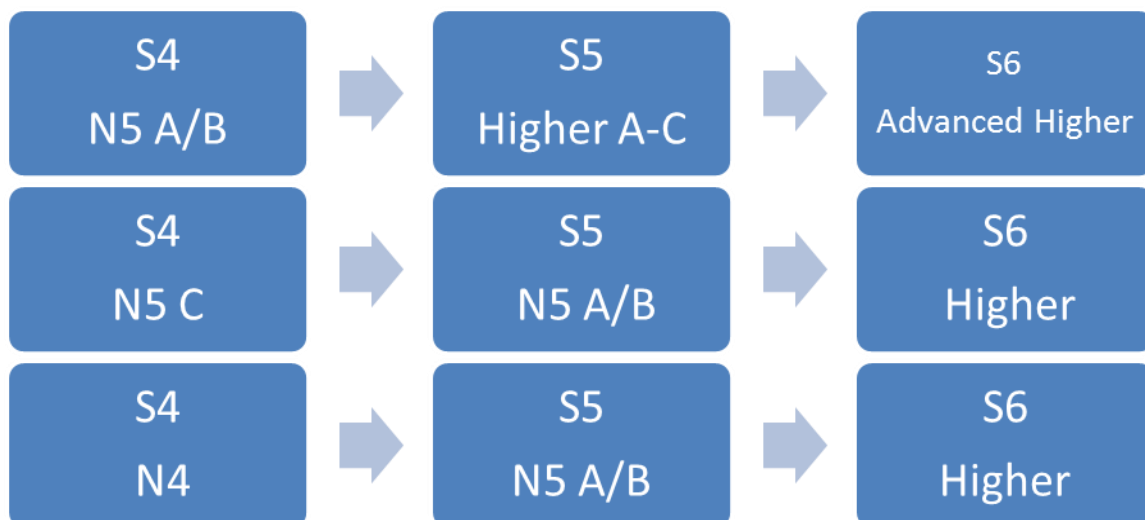 S4
N5 A/B
S5
Higher A-C
S6
Advanced Higher
S4
N5 C
S5
N5 A/B
S6
Higher
S4
N4
S5
N5 A/B
S6
Higher